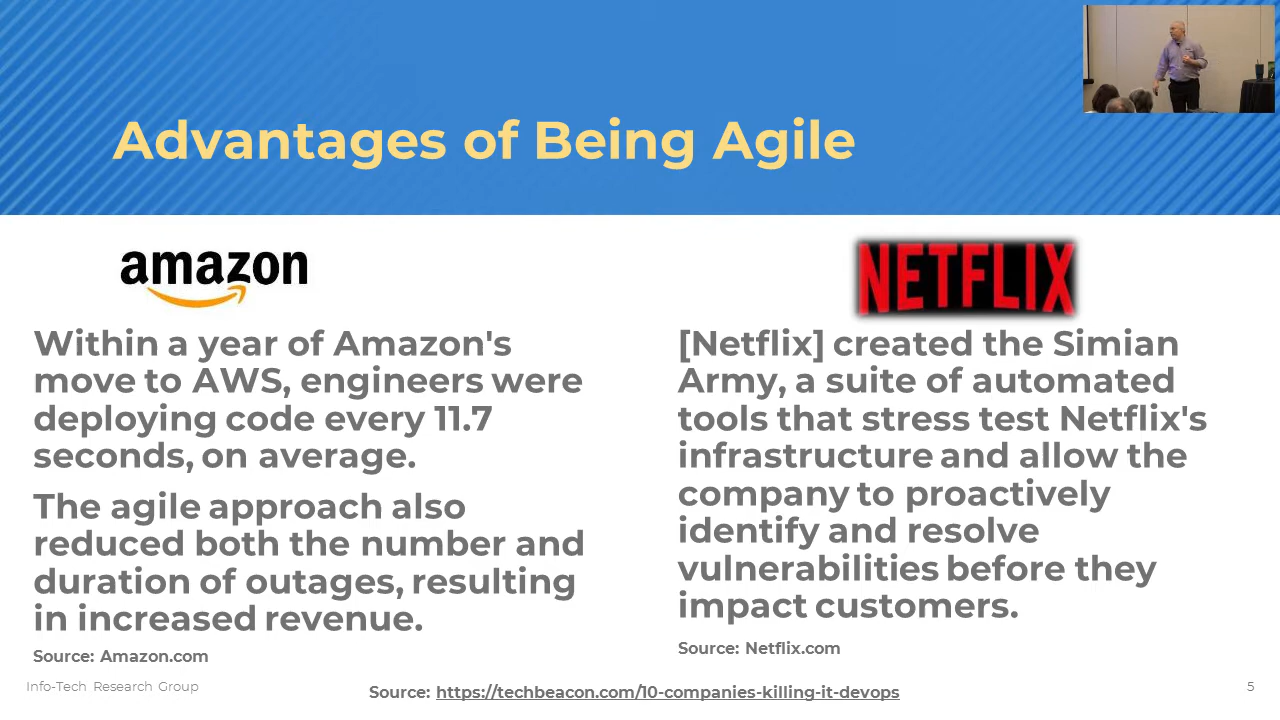 Advantages of Being Agile
amazon
Within a year of Amazon's
move to AWS, engineers were
deploying code every 11.7
seconds, on average.
The agile approach also
reduced both the number and
duration of outages, resulting
in increased revenue.
Source: Amazon.com
NETFLIX
[Netflix] created the Simian
Army, a suite of automated
tools that stress test Netflix's
infrastructure and allow the
company to proactively
identify and resolve
vulnerabilities before they
impact customers.
Source: Netflix.com
Info-Tech Research Group
Source: https://techbeacon.com/10-companies-killing-it-devops
5